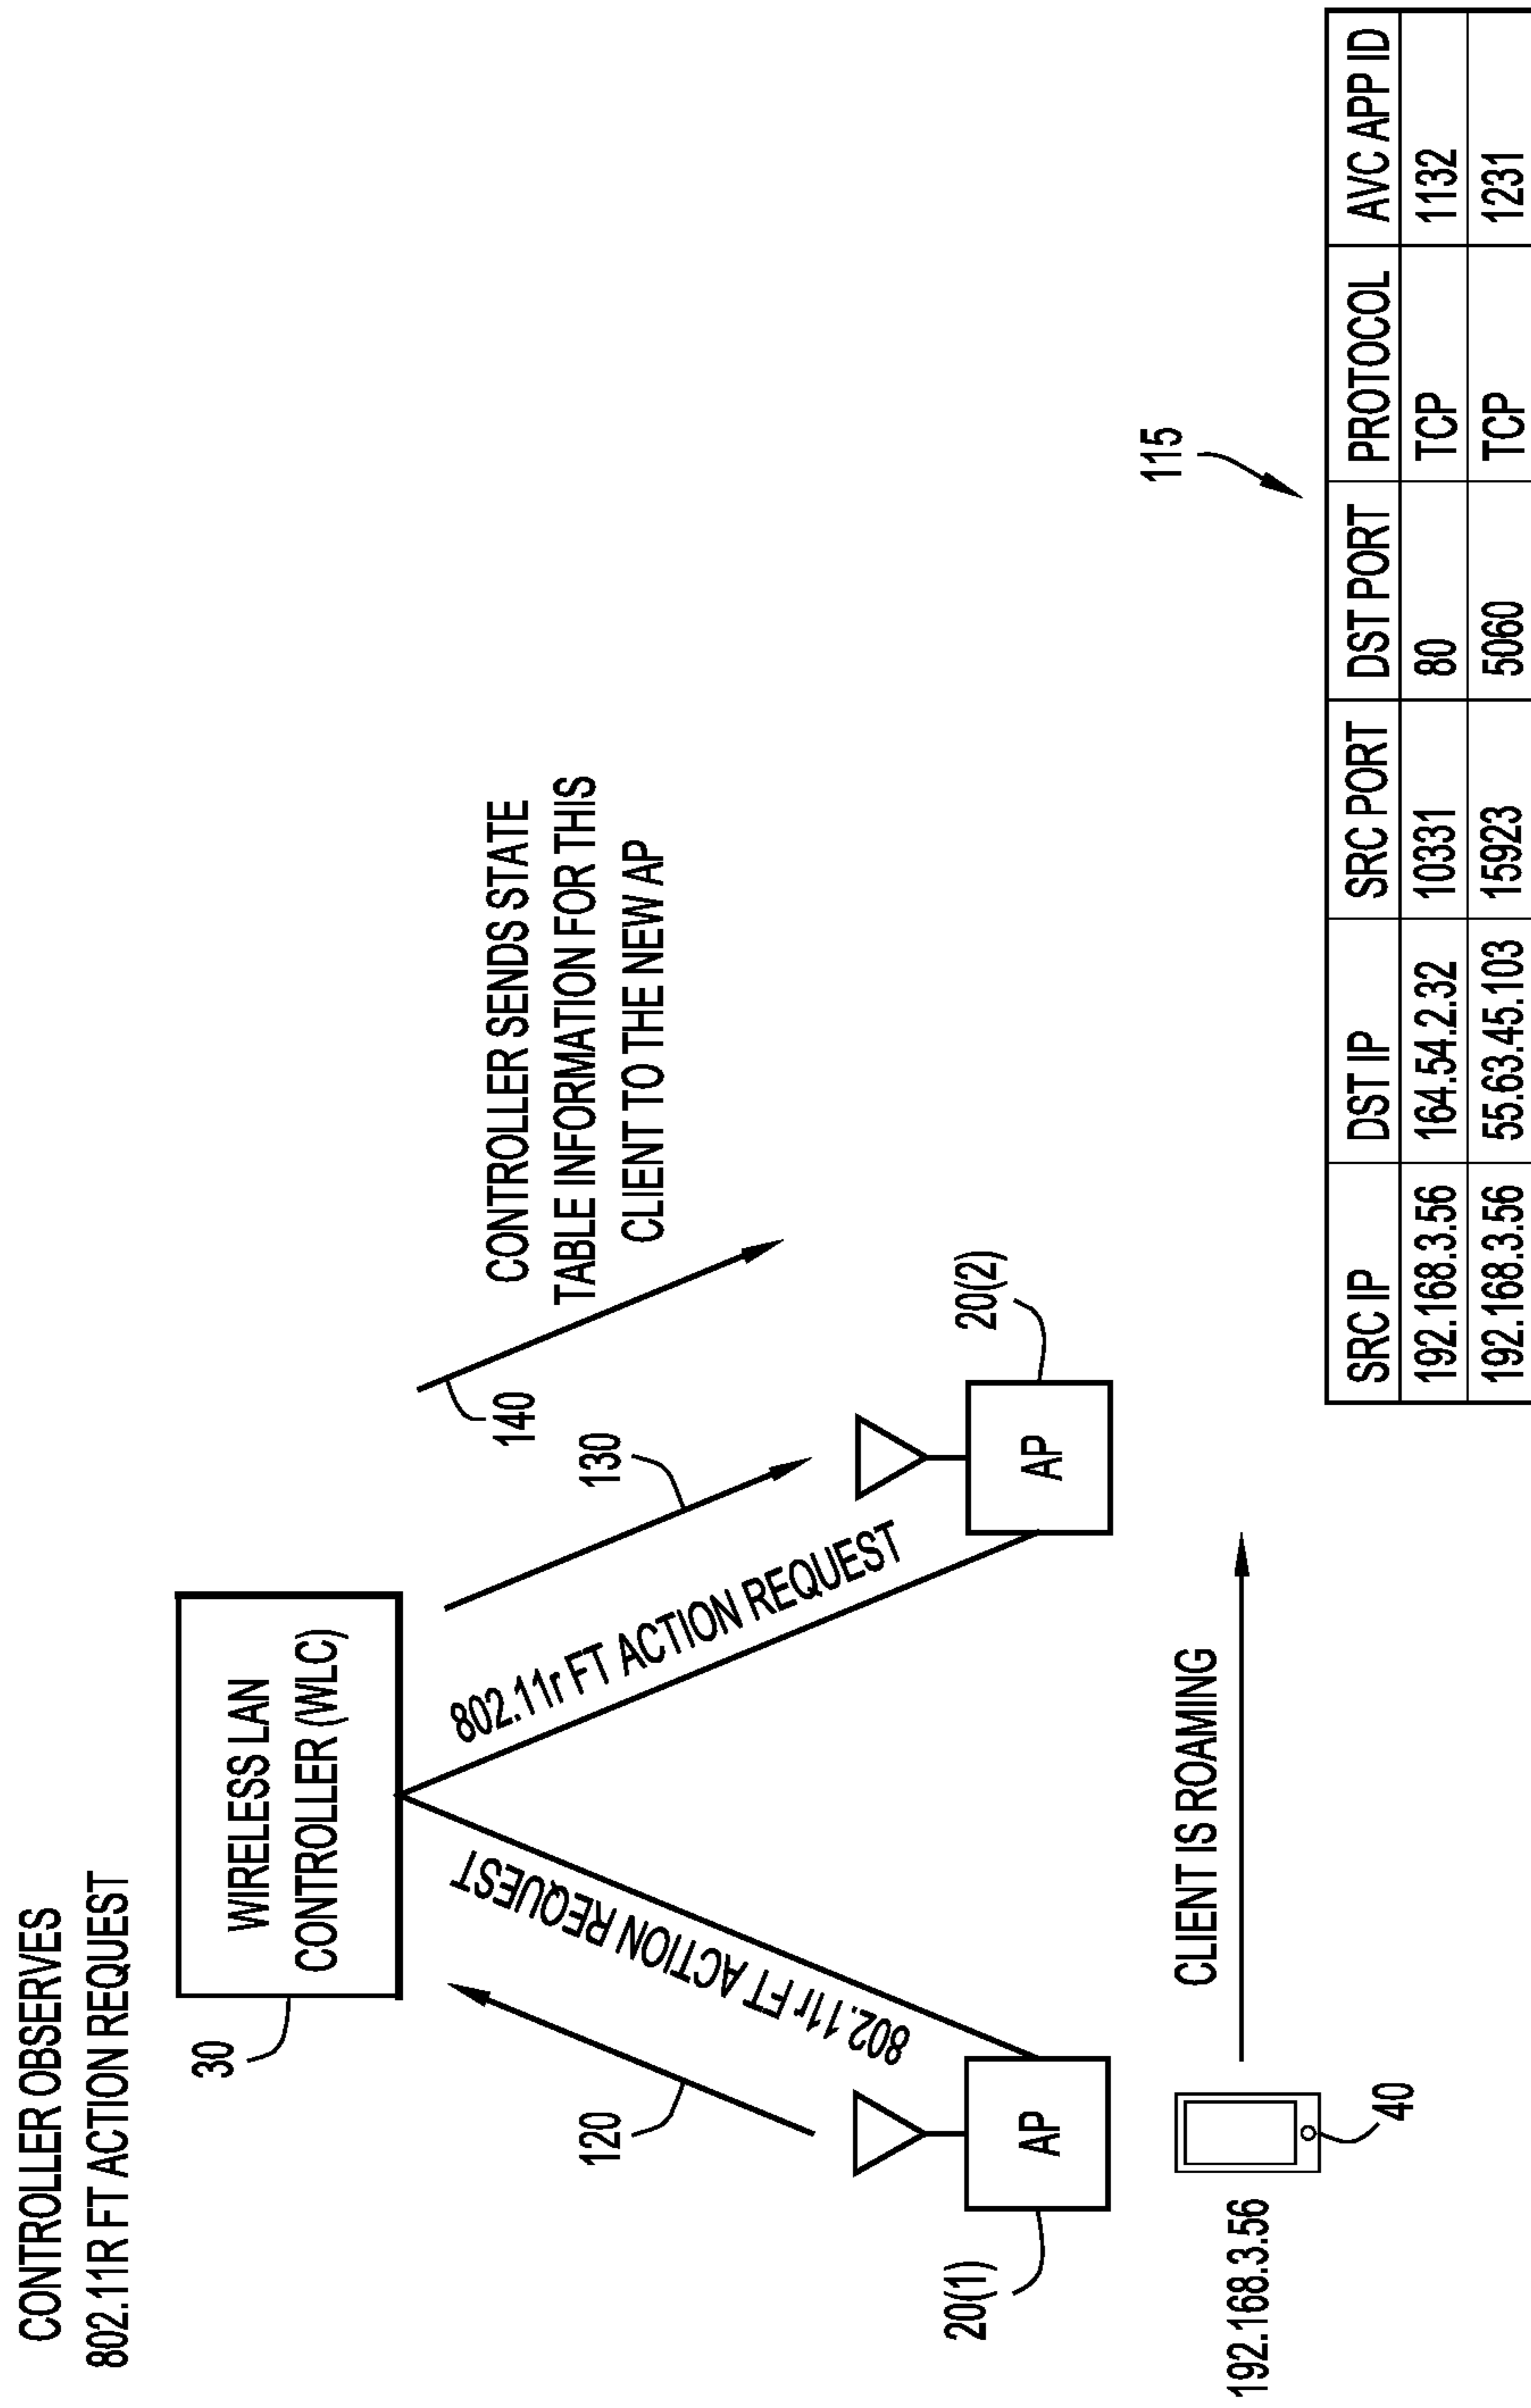 CONTROLLER OBSERVES
802.11R FT ACTION REQUEST
30
WIRELESS LAN
CONTROLLER (WLC)
120
802.11r FT ACTION REQUEST
802.11r FT ACTION REQUEST
130
140
CONTROLLER SENDS STATE
TABLE INFORMATION FOR THIS
CLIENT TO THE NEW AP
20(1)
AP
AP
20(2)
192.168.3.56
40
CLIENT IS ROAMING
115
SRC IP DST IP SRC PORT DST PORT PROTOCOL AVC APP ID
192.168.3.56 164.54.2.32 10331 80 TCP 1132
192.168.3.56 55.63.45.103 15923 5060 TCP 1231